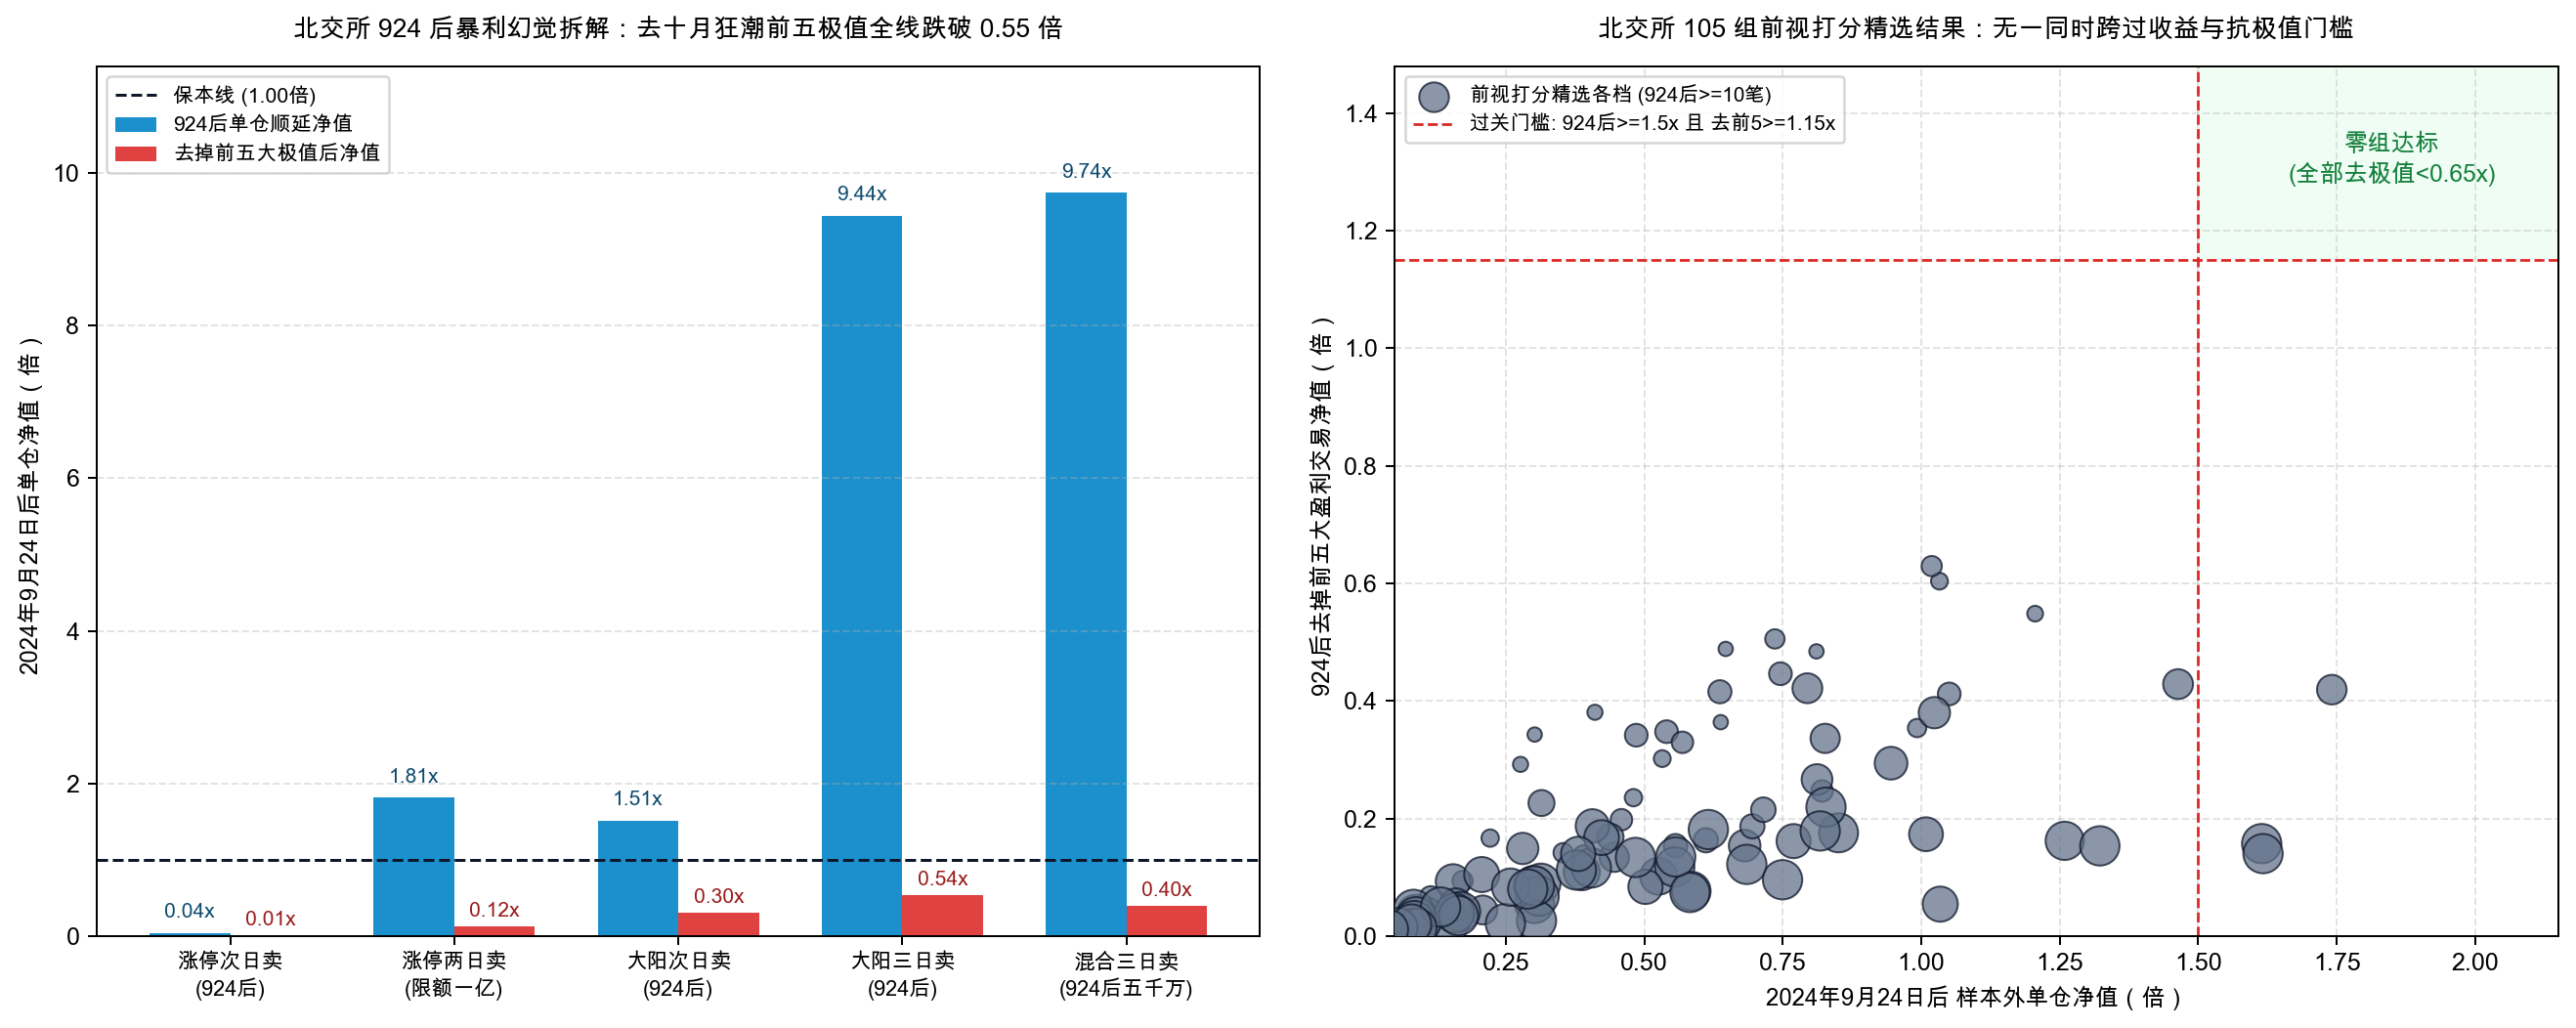 北交所 924 后暴利幻觉拆解：去十月狂潮前五极值全线跌破 0.55 倍
保本线 (1.00倍)
924后单仓顺延净值
去掉前五大极值后净值
2024年9月24日后单仓净值（倍）
10
8
6
4
2
0
0.04x
0.01x
1.81x
0.12x
1.51x
0.30x
9.44x
0.54x
9.74x
0.40x
涨停次日卖
(924后)
涨停两日卖
(限额一亿)
大阳次日卖
(924后)
大阳三日卖
(924后)
混合三日卖
(924后五千万)
北交所 105 组前视打分精选结果：无一同时跨过收益与抗极值门槛
前视打分精选各档 (924后>=10笔)
过关门槛: 924后>=1.5x 且 去前5>=1.15x
零组达标
(全部去极值<0.65x)
924后去掉前五大盈利交易净值（倍）
1.4
1.2
1.0
0.8
0.6
0.4
0.2
0.0
0.25
0.50
0.75
1.00
1.25
1.50
1.75
2.00
2024年9月24日后 样本外单仓净值（倍）